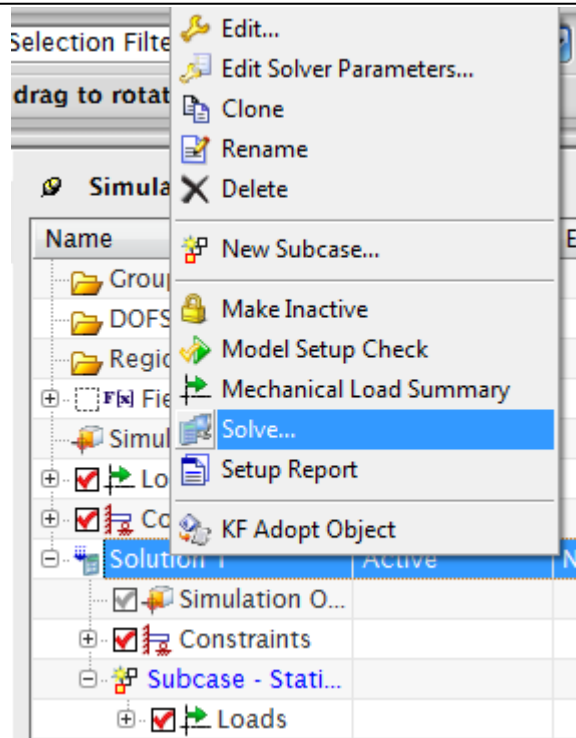 Edit...
Selection Filte
Edit Solver Parameters...
drag to rotat
Clone
Rename
Simula
Delete
Name
New Subcase...
Grou
Make Inactive
DOFS
Model Setup Check
Regio
Mechanical Load Summary
F(x) Fie
Solve...
Simul
Setup Report
Lo
KF Adopt Object
Co
Solution 1 Active N
Simulation O...
Constraints
Subcase - Stati...
Loads